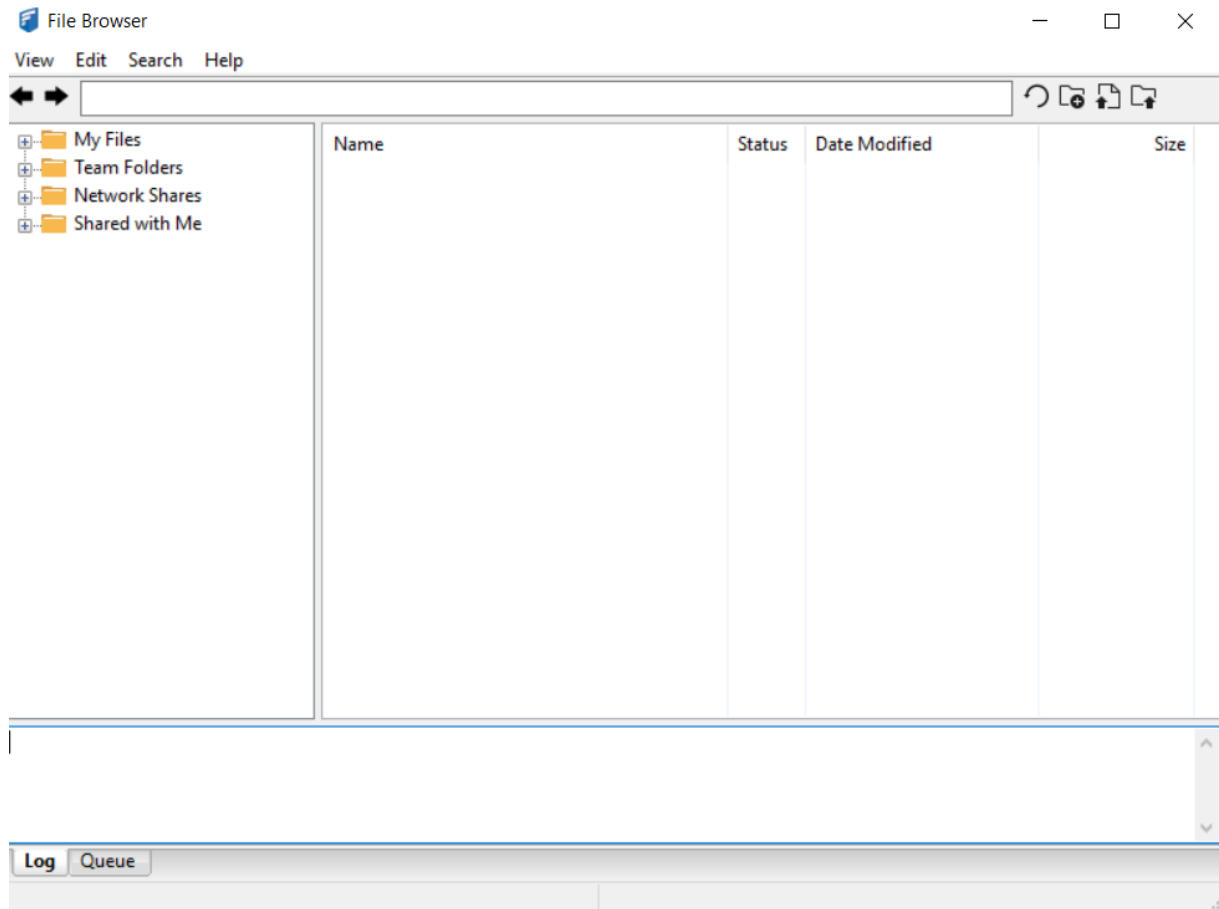 File Browser
View Edit Search Help
My Files
Team Folders
Network Shares
Shared with Me
Name Status Date Modified Size
Log Queue